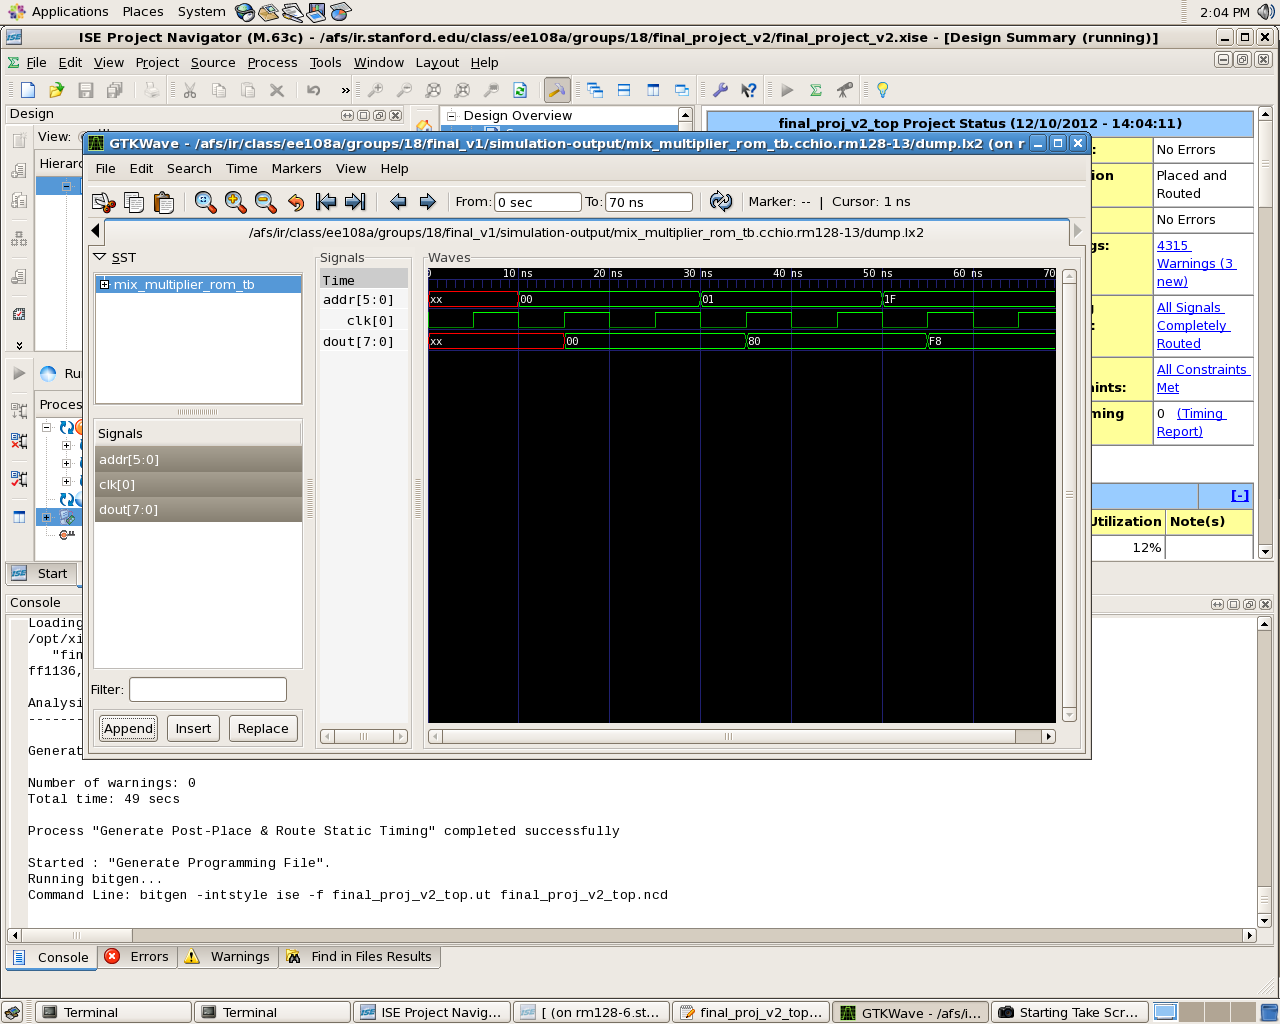 Applications Places System 2:04 PM
ISE Project Navigator (M.63c) - /afs/ir.stanford.edu/class/ee108a/groups/18/final_project_v2/final_project_v2.xise - [Design Summary (running)]
File Edit View Project Source Process Tools Window Layout Help
Design
View:
Design Overview
final_proj_v2_top Project Status (12/10/2012 - 14:04:11)
No Errors
Placed and
Routed
No Errors
4315
Warnings (3
new)
All Signals
Completely
Routed
All Constraints
Met
0 (Timing
Report)
[-]
Utilization Note(s)
12%
GTKWave - /afs/ir/class/ee108a/groups/18/final_v1/simulation-output/mix_multiplier_rom_tb.cchio.rm128-13/dump.lx2 (on r
File Edit Search Time Markers View Help
From: 0 sec To: 70 ns Marker: -- | Cursor: 1 ns
/afs/ir/class/ee108a/groups/18/final_v1/simulation-output/mix_multiplier_rom_tb.cchio.rm128-13/dump.lx2
SST
mix_multiplier_rom_tb
Signals
addr[5:0]
clk[0]
dout[7:0]
Filter:
Append Insert Replace
Signals
Time
addr[5:0]
clk[0]
dout[7:0]
Waves
0 10 ns 20 ns 30 ns 40 ns 50 ns 60 ns 70
xx 00 01 1F
xx 00 80 F8
Start
Console
Loading
/opt/xi
"fin
ff1136,
Analysi
--------
Generat
Number of warnings: 0
Total time: 49 secs
Process "Generate Post-Place & Route Static Timing" completed successfully
Started : "Generate Programming File".
Running bitgen...
Command Line: bitgen -intstyle ise -f final_proj_v2_top.ut final_proj_v2_top.ncd
Console Errors Warnings Find in Files Results
Terminal Terminal ISE Project Navig... [ (on rm128-6.st... final_proj_v2_top... GTKWave - /afs/i... Starting Take Scr...